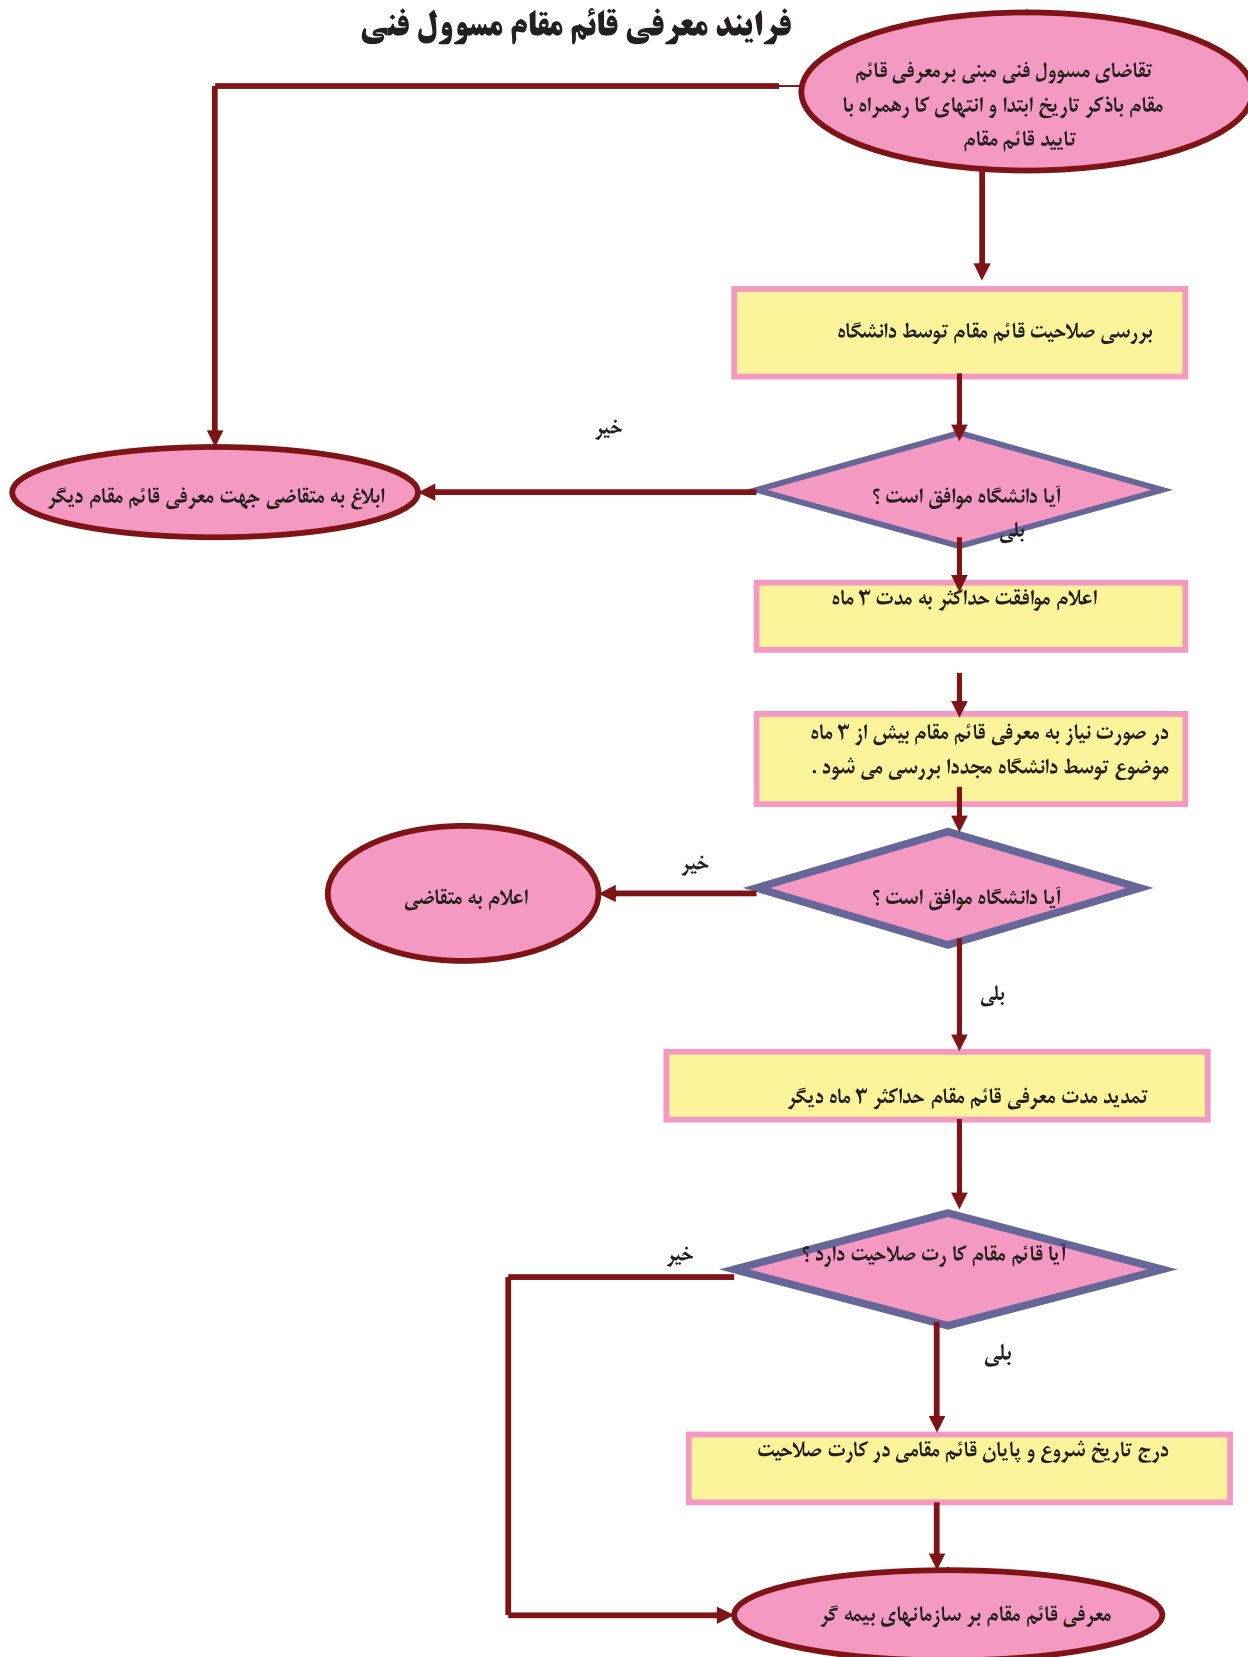 فرایند معرفی قائم مقام مسوول فنی
تقاضای مسوول فنی مبنی برمعرفی قائم
مقام باذکر تاریخ ابتدا و انتهای کا رهمراه با
تایید قائم مقام
بررسی صلاحیت قائم مقام توسط دانشگاه
خیر
آیا دانشگاه موافق است ؟
ابلاغ به متقاضی جهت معرفی قائم مقام دیگر
بلی
اعلام موافقت حداکثر به مدت ۳ ماه
در صورت نیاز به معرفی قائم مقام بیش از ۳ ماه
موضوع توسط دانشگاه مجددا بررسی می شود .
خیر
آیا دانشگاه موافق است ؟
اعلام به متقاضی
بلی
تمدید مدت معرفی قائم مقام حداکثر ۳ ماه دیگر
آیا قائم مقام کا رت صلاحیت دارد ؟
خیر
بلی
درج تاریخ شروع و پایان قائم مقامی در کارت صلاحیت
معرفی قائم مقام بر سازمانهای بیمه گر